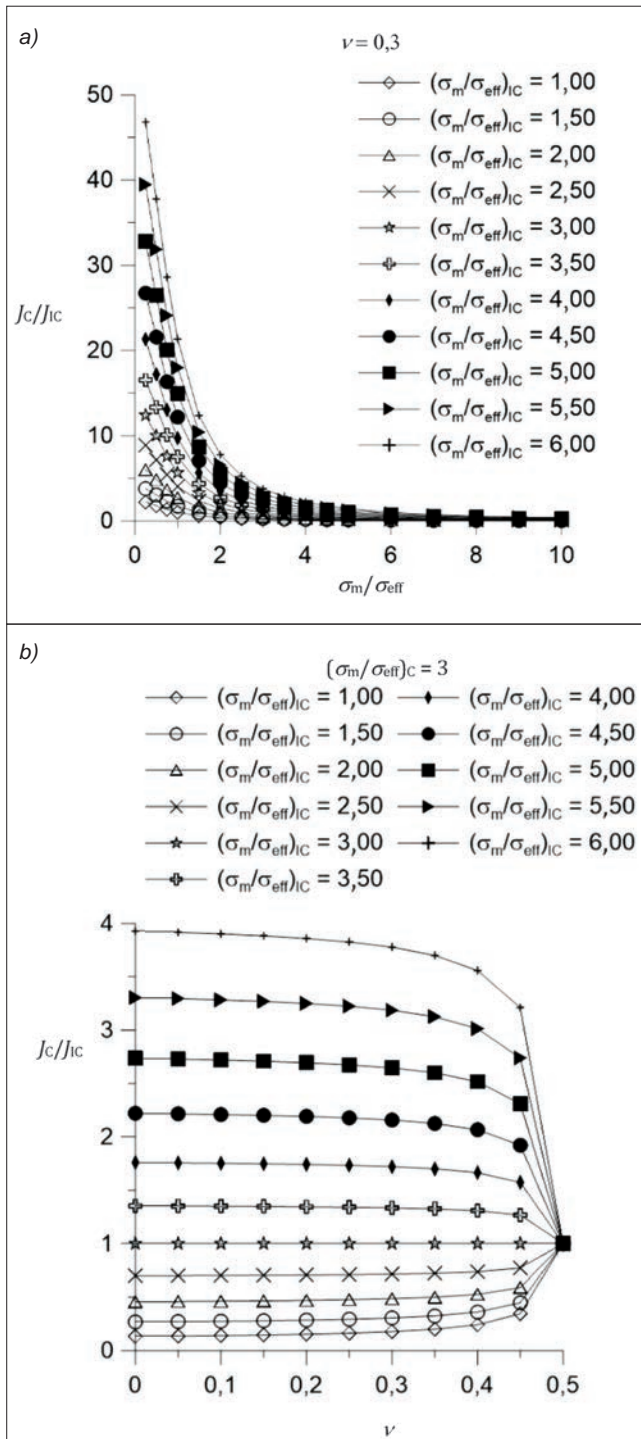 a)
ν = 0,3
(σm/σeff)IC = 1,00
(σm/σeff)IC = 1,50
(σm/σeff)IC = 2,00
(σm/σeff)IC = 2,50
(σm/σeff)IC = 3,00
(σm/σeff)IC = 3,50
(σm/σeff)IC = 4,00
(σm/σeff)IC = 4,50
(σm/σeff)IC = 5,00
(σm/σeff)IC = 5,50
(σm/σeff)IC = 6,00
50
40
30
20
10
0
JC/JIC
0 2 4 6 8 10
σm/σeff
b)
(σm/σeff)C = 3
(σm/σeff)IC = 1,00 (σm/σeff)IC = 4,00
(σm/σeff)IC = 1,50 (σm/σeff)IC = 4,50
(σm/σeff)IC = 2,00 (σm/σeff)IC = 5,00
(σm/σeff)IC = 2,50 (σm/σeff)IC = 5,50
(σm/σeff)IC = 3,00 (σm/σeff)IC = 6,00
(σm/σeff)IC = 3,50
4
3
2
1
0
JC/JIC
0 0,1 0,2 0,3 0,4 0,5
ν